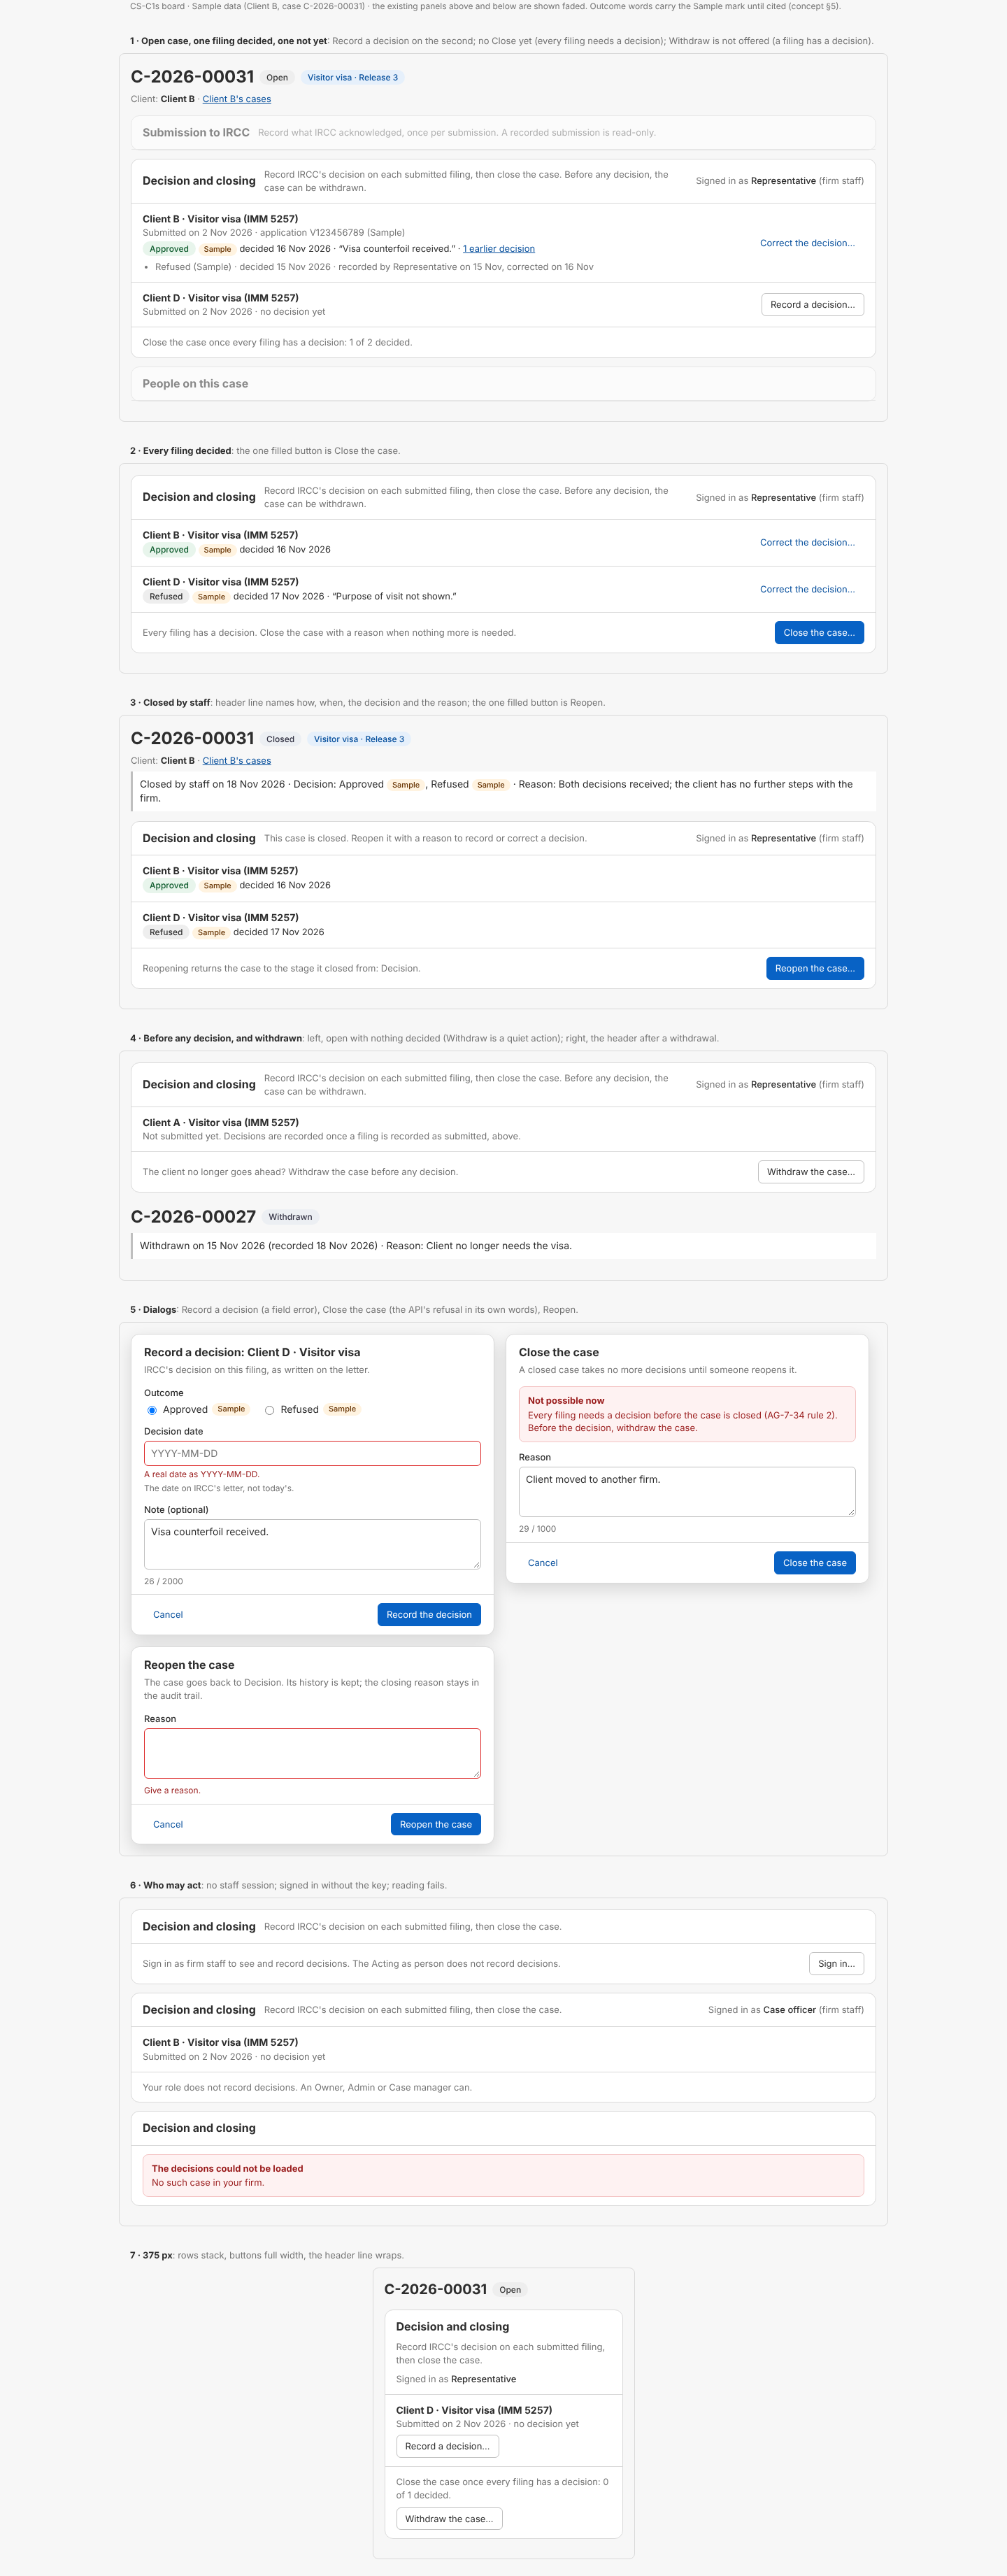 CS-C1s board · Sample data (Client B, case C-2026-00031) · the existing panels above and below are shown faded. Outcome words carry the Sample mark until cited (concept §5).
1 · Open case, one filing decided, one not yet: Record a decision on the second; no Close yet (every filing needs a decision); Withdraw is not offered (a filing has a decision).
C-2026-00031 Open Visitor visa · Release 3
Client: Client B · Client B's cases
Submission to IRCC Record what IRCC acknowledged, once per submission. A recorded submission is read-only.
Decision and closing Record IRCC's decision on each submitted filing, then close the case. Before any decision, the case can be withdrawn. Signed in as Representative (firm staff)
Client B · Visitor visa (IMM 5257)
Submitted on 2 Nov 2026 · application V123456789 (Sample)
Approved Sample decided 16 Nov 2026 · “Visa counterfoil received.” · 1 earlier decision
Correct the decision...
• Refused (Sample) · decided 15 Nov 2026 · recorded by Representative on 15 Nov, corrected on 16 Nov
Client D · Visitor visa (IMM 5257)
Submitted on 2 Nov 2026 · no decision yet
Record a decision...
Close the case once every filing has a decision: 1 of 2 decided.
People on this case
2 · Every filing decided: the one filled button is Close the case.
Decision and closing Record IRCC's decision on each submitted filing, then close the case. Before any decision, the case can be withdrawn. Signed in as Representative (firm staff)
Client B · Visitor visa (IMM 5257)
Approved Sample decided 16 Nov 2026
Correct the decision...
Client D · Visitor visa (IMM 5257)
Refused Sample decided 17 Nov 2026 · “Purpose of visit not shown.”
Correct the decision...
Every filing has a decision. Close the case with a reason when nothing more is needed.
Close the case...
3 · Closed by staff: header line names how, when, the decision and the reason; the one filled button is Reopen.
C-2026-00031 Closed Visitor visa · Release 3
Client: Client B · Client B's cases
Closed by staff on 18 Nov 2026 · Decision: Approved Sample , Refused Sample · Reason: Both decisions received; the client has no further steps with the
firm.
Decision and closing This case is closed. Reopen it with a reason to record or correct a decision. Signed in as Representative (firm staff)
Client B · Visitor visa (IMM 5257)
Approved Sample decided 16 Nov 2026
Client D · Visitor visa (IMM 5257)
Refused Sample decided 17 Nov 2026
Reopening returns the case to the stage it closed from: Decision.
Reopen the case...
4 · Before any decision, and withdrawn: left, open with nothing decided (Withdraw is a quiet action); right, the header after a withdrawal.
Decision and closing Record IRCC's decision on each submitted filing, then close the case. Before any decision, the case can be withdrawn. Signed in as Representative (firm staff)
Client A · Visitor visa (IMM 5257)
Not submitted yet. Decisions are recorded once a filing is recorded as submitted, above.
The client no longer goes ahead? Withdraw the case before any decision.
Withdraw the case...
C-2026-00027 Withdrawn
Withdrawn on 15 Nov 2026 (recorded 18 Nov 2026) · Reason: Client no longer needs the visa.
5 · Dialogs: Record a decision (a field error), Close the case (the API's refusal in its own words), Reopen.
Record a decision: Client D · Visitor visa
IRCC's decision on this filing, as written on the letter.
Outcome
Approved Sample Refused Sample
Decision date
YYYY-MM-DD
A real date as YYYY-MM-DD.
The date on IRCC's letter, not today's.
Note (optional)
Visa counterfoil received.
26 / 2000
Cancel
Record the decision
Close the case
A closed case takes no more decisions until someone reopens it.
Not possible now
Every filing needs a decision before the case is closed (AG-7-34 rule 2).
Before the decision, withdraw the case.
Reason
Client moved to another firm.
29 / 1000
Cancel
Close the case
Reopen the case
The case goes back to Decision. Its history is kept; the closing reason stays in
the audit trail.
Reason
Give a reason.
Cancel
Reopen the case
6 · Who may act: no staff session; signed in without the key; reading fails.
Decision and closing Record IRCC's decision on each submitted filing, then close the case.
Sign in as firm staff to see and record decisions. The Acting as person does not record decisions.
Sign in...
Decision and closing Record IRCC's decision on each submitted filing, then close the case. Signed in as Case officer (firm staff)
Client B · Visitor visa (IMM 5257)
Submitted on 2 Nov 2026 · no decision yet
Your role does not record decisions. An Owner, Admin or Case manager can.
Decision and closing
The decisions could not be loaded
No such case in your firm.
7 · 375 px: rows stack, buttons full width, the header line wraps.
C-2026-00031 Open
Decision and closing
Record IRCC's decision on each submitted filing,
then close the case.
Signed in as Representative
Client D · Visitor visa (IMM 5257)
Submitted on 2 Nov 2026 · no decision yet
Record a decision...
Close the case once every filing has a decision: 0
of 1 decided.
Withdraw the case...